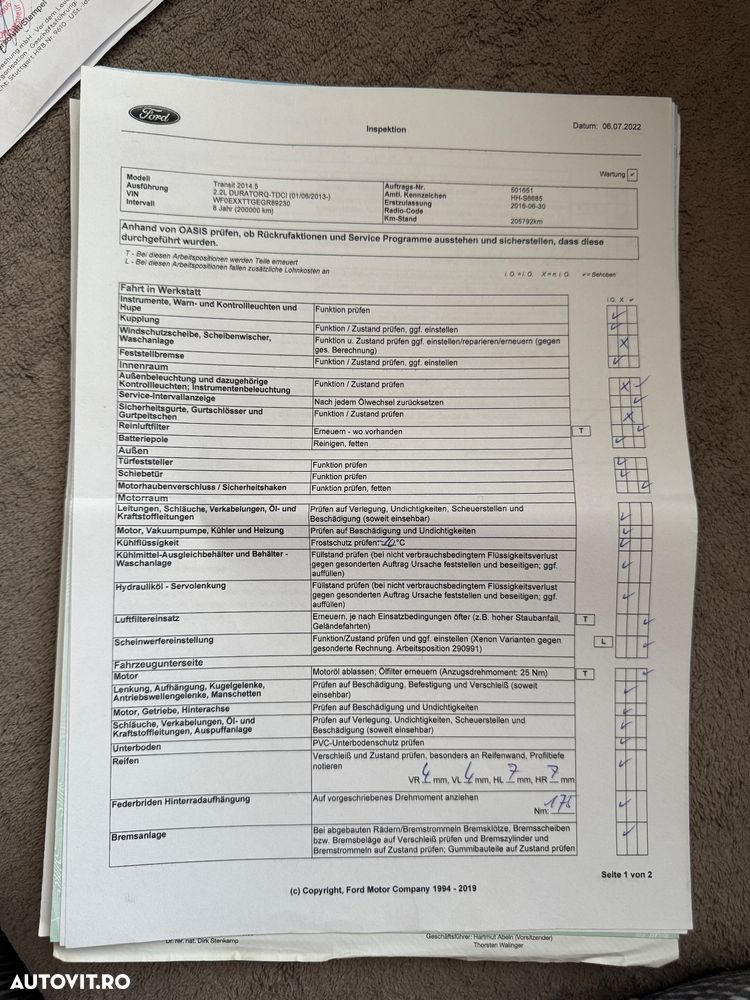 Ford
Inspektion
Datum: 06.07.2022
Wartung ✓
Modell Transit 2014.5
Ausführung 2.2L DURATORQ-TDCI (01/06/2013-)
VIN WF0EXXTTGEGR89230
Intervall 8 Jahr (200000 km)
Auftrags-Nr. 501651
Amtl. Kennzeichen HH-S6685
Erstzulassung 2016-06-30
Radio-Code
Km-Stand 205792km
Anhand von OASIS prüfen, ob Rückrufaktionen und Service Programme ausstehen und sicherstellen, dass diese
durchgeführt wurden.
T - Bei diesen Arbeitspositionen werden Teile erneuert
L - Bei diesen Arbeitspositionen fallen zusätzliche Lohnkosten an
i.O. = i.O. X = n. i. O. ✓ = Behoben
Fahrt in Werkstatt
i.O. X ✓
Instrumente, Warn- und Kontrollleuchten und
Hupe
Funktion prüfen
Kupplung
Funktion / Zustand prüfen, ggf. einstellen
Windschutzscheibe, Scheibenwischer,
Waschanlage
Funktion u. Zustand prüfen ggf. einstellen/reparieren/erneuern (gegen
ges. Berechnung)
Feststellbremse
Funktion / Zustand prüfen, ggf. einstellen
Innenraum
Außenbeleuchtung und dazugehörige
Kontrollleuchten; Instrumentenbeleuchtung
Funktion / Zustand prüfen
Service-Intervallanzeige
Nach jedem Ölwechsel zurücksetzen
Sicherheitsgurte, Gurtschlösser und
Gurtpeitschen
Funktion / Zustand prüfen
Reinluftfilter
Erneuern - wo vorhanden
T
Batteriepole
Reinigen, fetten
Außen
Türfeststeller
Funktion prüfen
Schiebetür
Funktion prüfen
Motorhaubenverschluss / Sicherheitshaken
Funktion prüfen, fetten
Motorraum
Leitungen, Schläuche, Verkabelungen, Öl- und
Kraftstoffleitungen
Prüfen auf Verlegung, Undichtigkeiten, Scheuerstellen und
Beschädigung (soweit einsehbar)
Motor, Vakuumpumpe, Kühler und Heizung
Prüfen auf Beschädigung und Undichtigkeiten
Kühlflüssigkeit
Frostschutz prüfen: °C
Kühlmittel-Ausgleichbehälter und Behälter -
Waschanlage
Füllstand prüfen (bei nicht verbrauchsbedingtem Flüssigkeitsverlust
gegen gesonderten Auftrag Ursache feststellen und beseitigen; ggf.
auffüllen)
Hydrauliköl - Servolenkung
Füllstand prüfen (bei nicht verbrauchsbedingtem Flüssigkeitsverlust
gegen gesonderten Auftrag Ursache feststellen und beseitigen; ggf.
auffüllen)
Luftfiltereinsatz
Erneuern, je nach Einsatzbedingungen öfter (z.B. hoher Staubanfall,
Geländefahrten)
T
Scheinwerfereinstellung
Funktion/Zustand prüfen und ggf. einstellen (Xenon Varianten gegen
gesonderte Rechnung. Arbeitsposition 290991)
L
Fahrzeugunterseite
Motor
Motoröl ablassen; Ölfilter erneuern (Anzugsdrehmoment: 25 Nm)
T
Lenkung, Aufhängung, Kugelgelenke,
Antriebswellengelenke, Manschetten
Prüfen auf Beschädigung, Befestigung und Verschleiß (soweit
einsehbar)
Motor, Getriebe, Hinterachse
Prüfen auf Beschädigung und Undichtigkeiten
Schläuche, Verkabelungen, Öl- und
Kraftstoffleitungen, Auspuffanlage
Prüfen auf Verlegung, Undichtigkeiten, Scheuerstellen und
Beschädigung (soweit einsehbar)
Unterboden
PVC-Unterbodenschutz prüfen
Reifen
Verschleiß und Zustand prüfen, besonders an Reifenwand, Profiltiefe
notieren
VR 4 mm, VL 4 mm, HL 7 mm, HR 7 mm
Federbriden Hinterradaufhängung
Auf vorgeschriebenes Drehmoment anziehen
Nm: 175
Bremsanlage
Bei abgebauten Rädern/Bremstrommeln Bremsklötze, Bremsscheiben
bzw. Bremsbeläge auf Verschleiß prüfen und Bremszylinder und
Bremstrommeln auf Zustand prüfen; Gummibauteile auf Zustand prüfen
Seite 1 von 2
(c) Copyright, Ford Motor Company 1994 - 2019
Dr. rer. nat. Dirk Stenkamp
Geschäftsführer: Hartmut Abeln (Vorsitzender)
Thorsten Walinger
AUTOVIT.RO